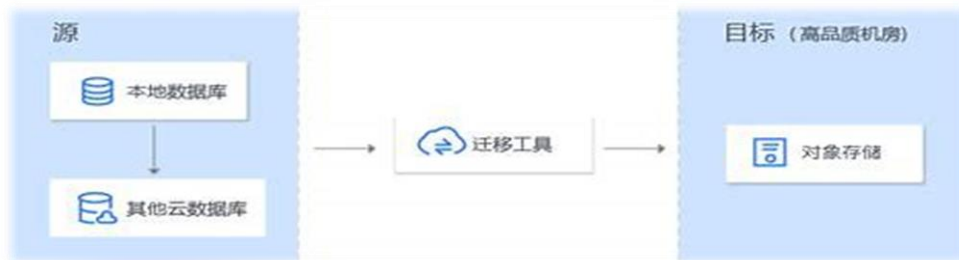 源
本地数据库
其他云数据库
迁移工具
目标（高品质机房）
对象存储